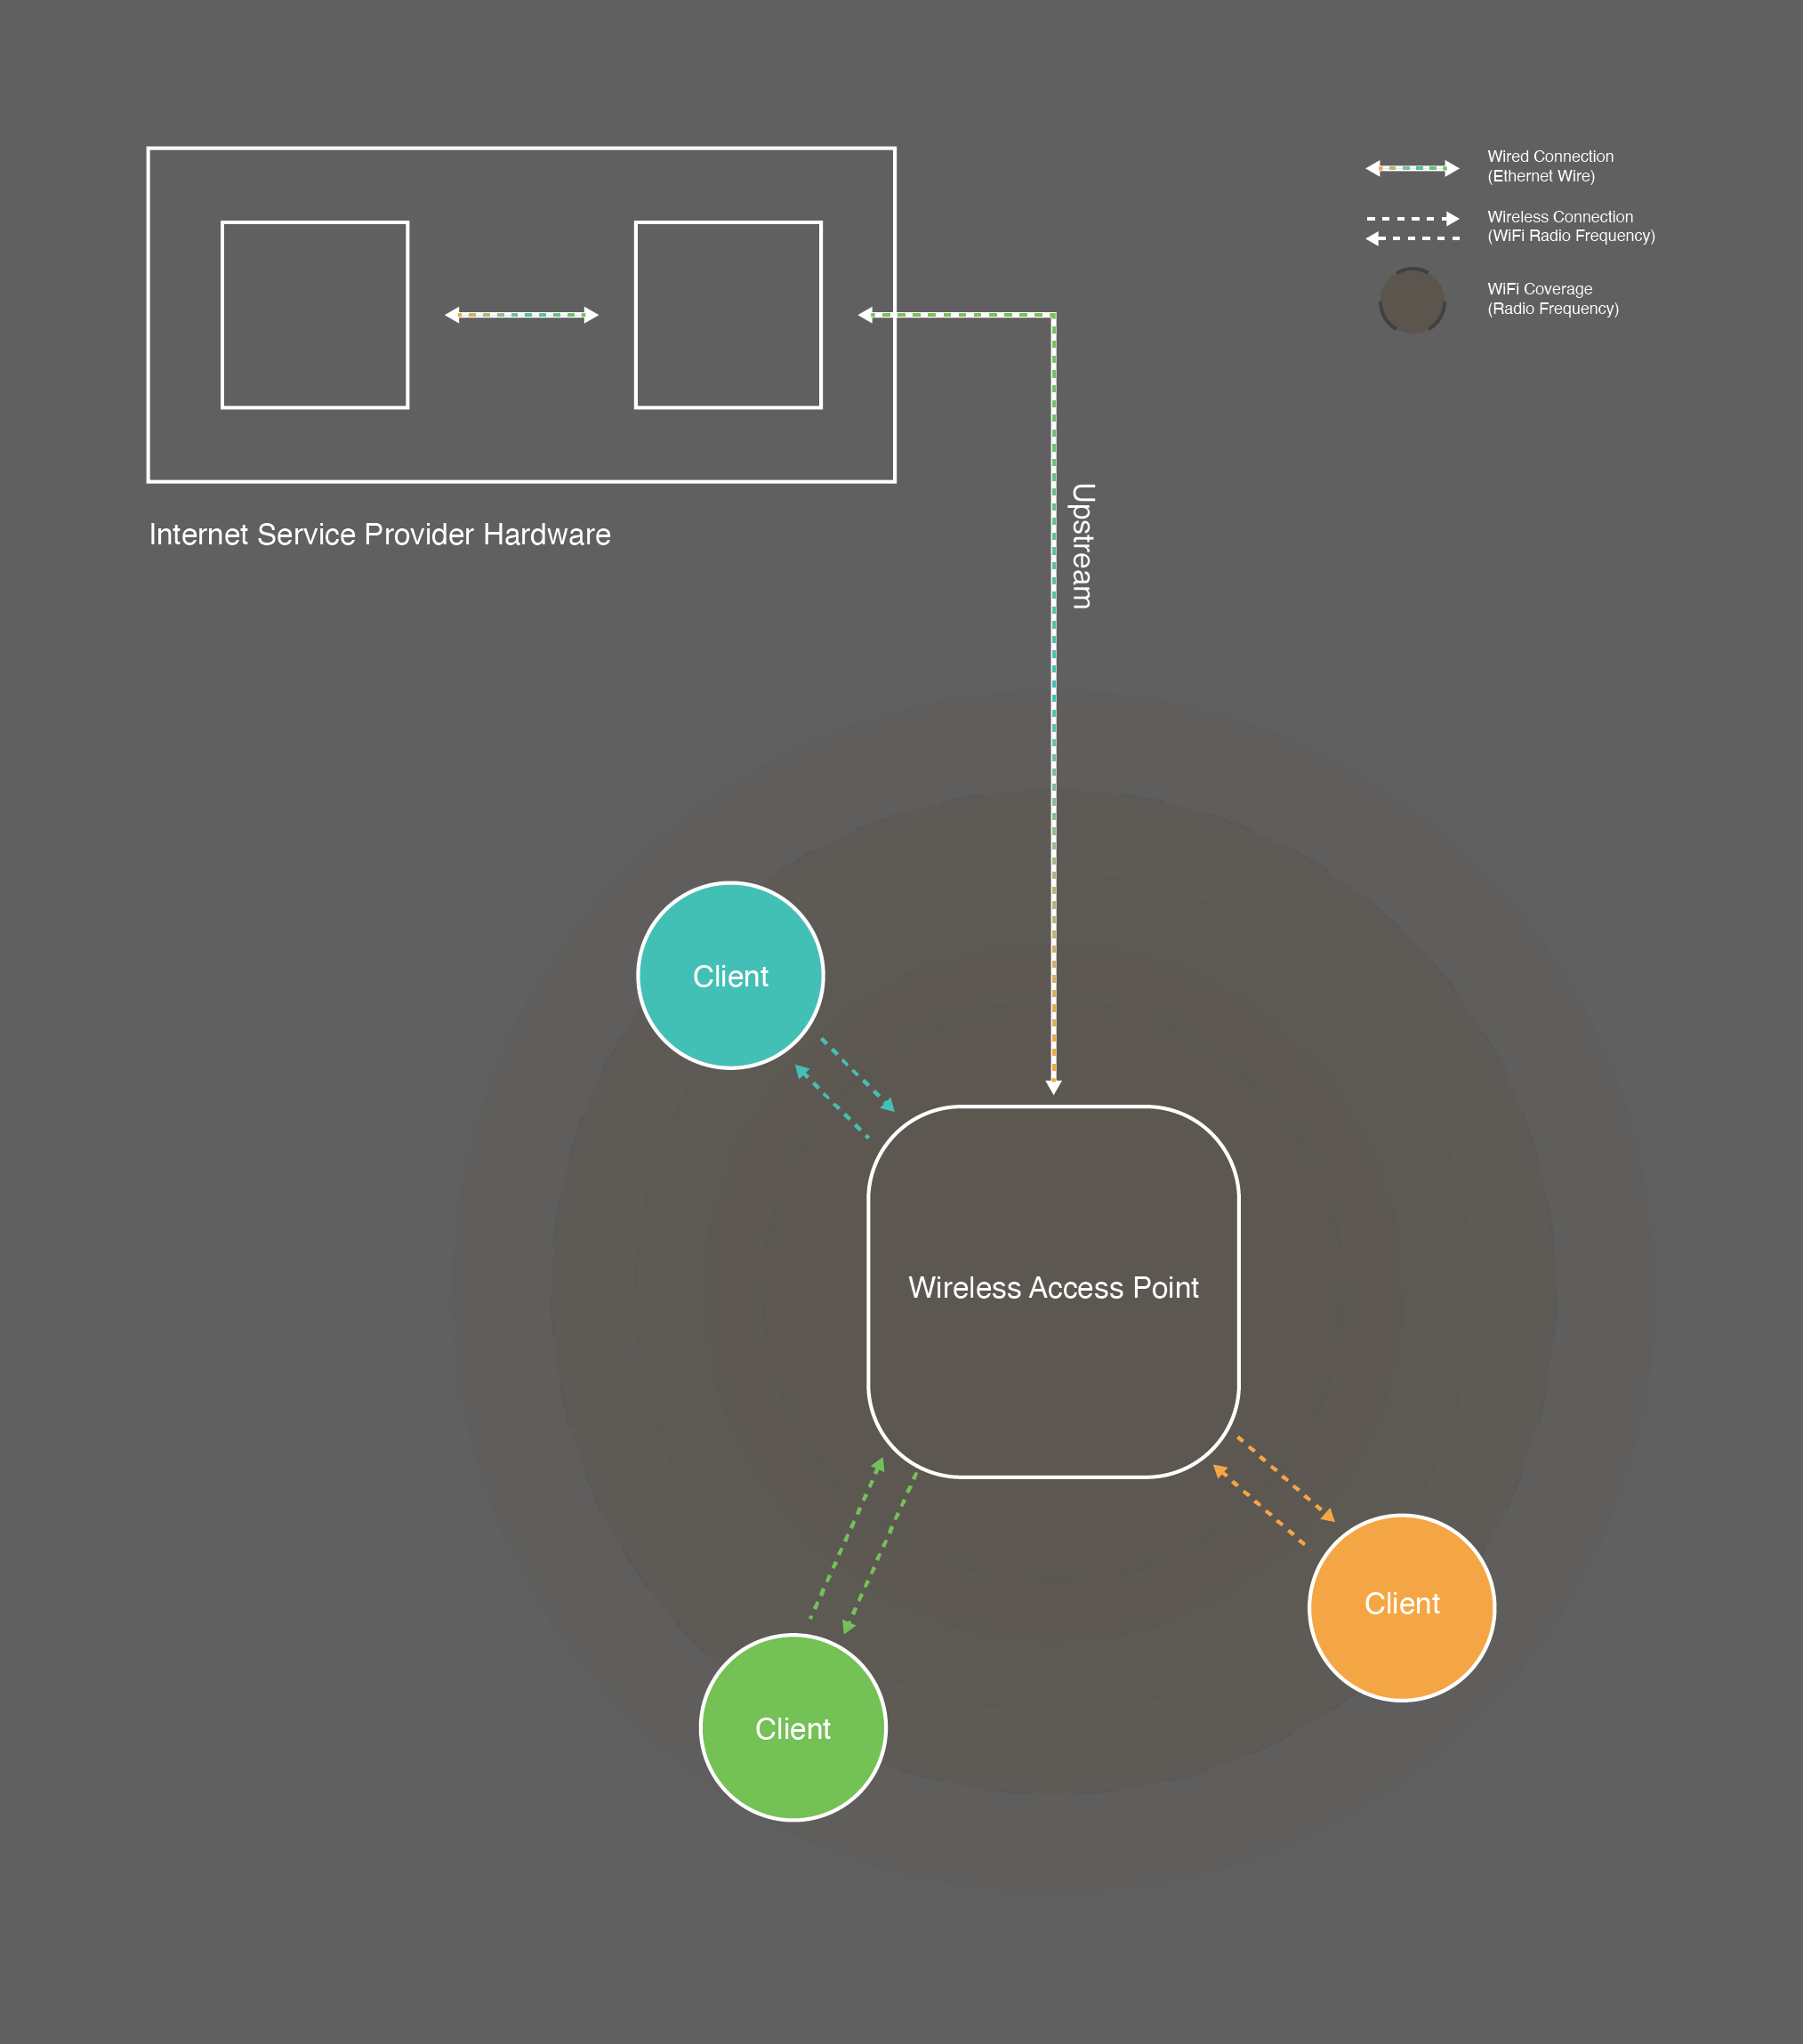 Wired Connection
(Ethernet Wire)
Wireless Connection
(WiFi Radio Frequency)
WiFi Coverage
(Radio Frequency)
Internet Service Provider Hardware
Upstream
Client
Wireless Access Point
Client
Client